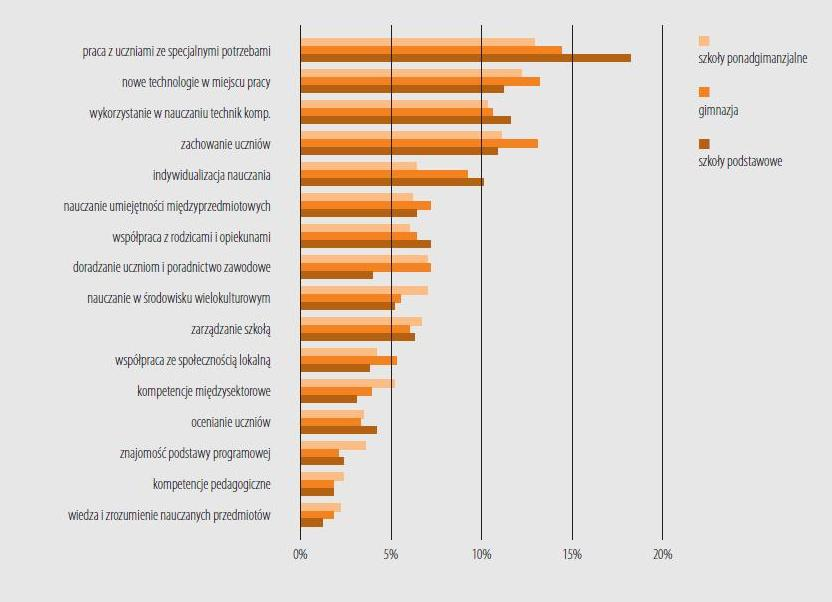 praca z uczniami ze specjalnymi potrzebami
nowe technologie w miejscu pracy
wykorzystanie w nauczaniu technik komp.
zachowanie uczniów
indywidualizacja nauczania
nauczanie umiejętności międzyprzedmiotowych
współpraca z rodzicami i opiekunami
doradzanie uczniom i poradnictwo zawodowe
nauczanie w środowisku wielokulturowym
zarządzanie szkołą
współpraca ze społecznością lokalną
kompetencje międzysektorowe
ocenianie uczniów
znajomość podstawy programowej
kompetencje pedagogiczne
wiedza i zrozumienie nauczanych przedmiotów
0% 5% 10% 15% 20%
szkoły ponadgimanzjalne
gimnazja
szkoły podstawowe